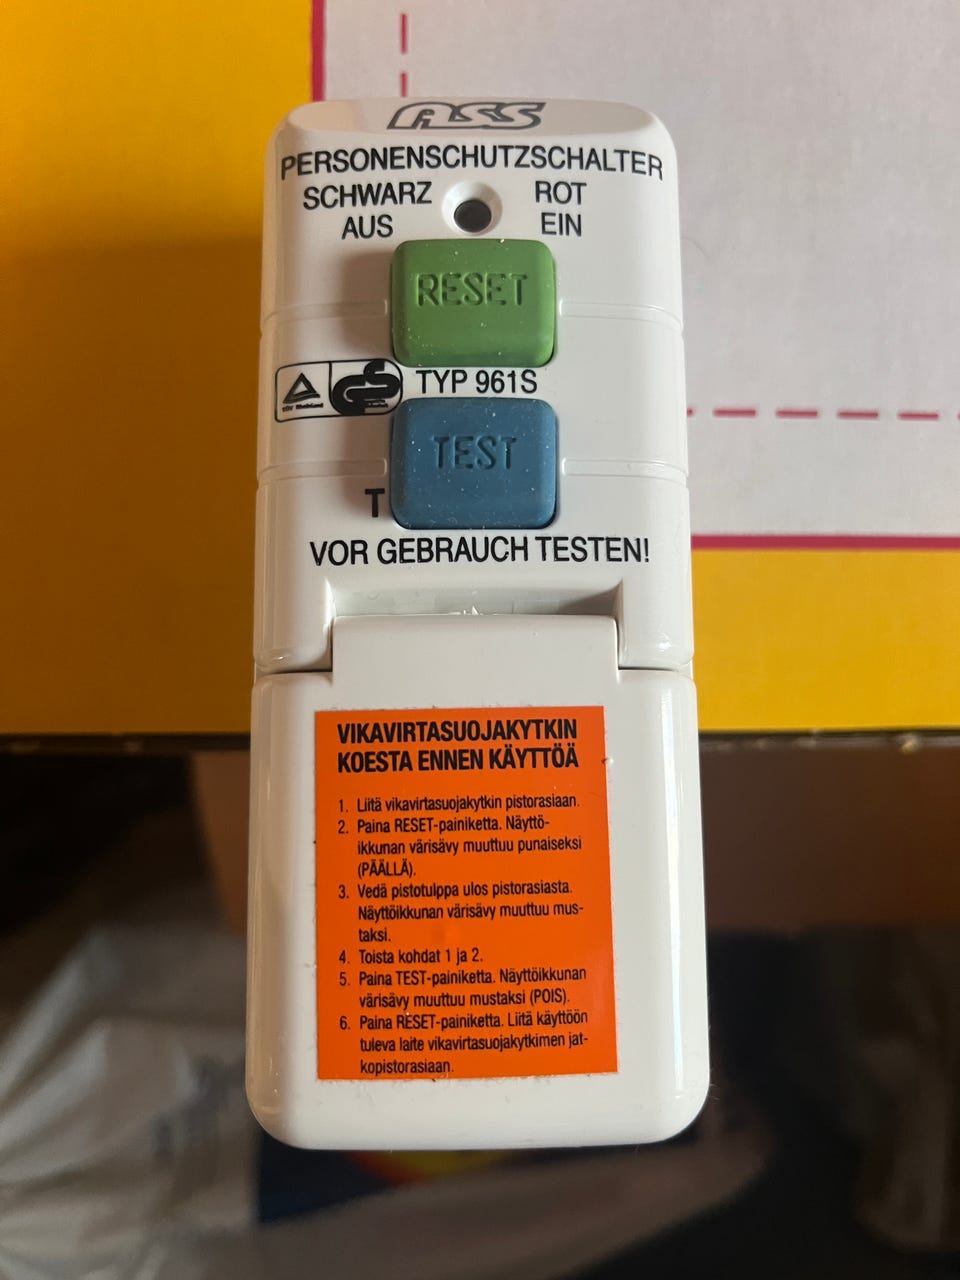 ASS
PERSONENSCHUTZSCHALTER
SCHWARZ ROT
AUS EIN
RESET
TÜV Rheinland
TYP 961S
TEST
T
VOR GEBRAUCH TESTEN!
VIKAVIRTASUOJAKYTKIN
KOESTA ENNEN KÄYTTÖÄ
1. Liitä vikavirtasuojakytkin pistorasiaan.
2. Paina RESET-painiketta. Näyttö-
ikkunan värisävy muuttuu punaiseksi
(PÄÄLLÄ).
3. Vedä pistotulppa ulos pistorasiasta.
Näyttöikkunan värisävy muuttuu mus-
taksi.
4. Toista kohdat 1 ja 2.
5. Paina TEST-painiketta. Näyttöikkunan
värisävy muuttuu mustaksi (POIS).
6. Paina RESET-painiketta. Liitä käyttöön
tuleva laite vikavirtasuojakytkimen jat-
kopistorasiaan.